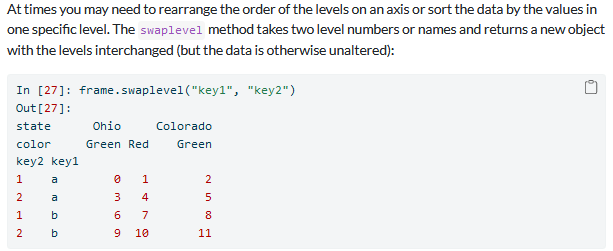 At times you may need to rearrange the order of the levels on an axis or sort the data by the values in
one specific level. The swaplevel method takes two level numbers or names and returns a new object
with the levels interchanged (but the data is otherwise unaltered):
In [27]: frame.swaplevel("key1", "key2")
Out[27]:
state      Ohio     Colorado
color     Green Red    Green
key2 key1
1    a        0   1        2
2    a        3   4        5
1    b        6   7        8
2    b        9  10       11